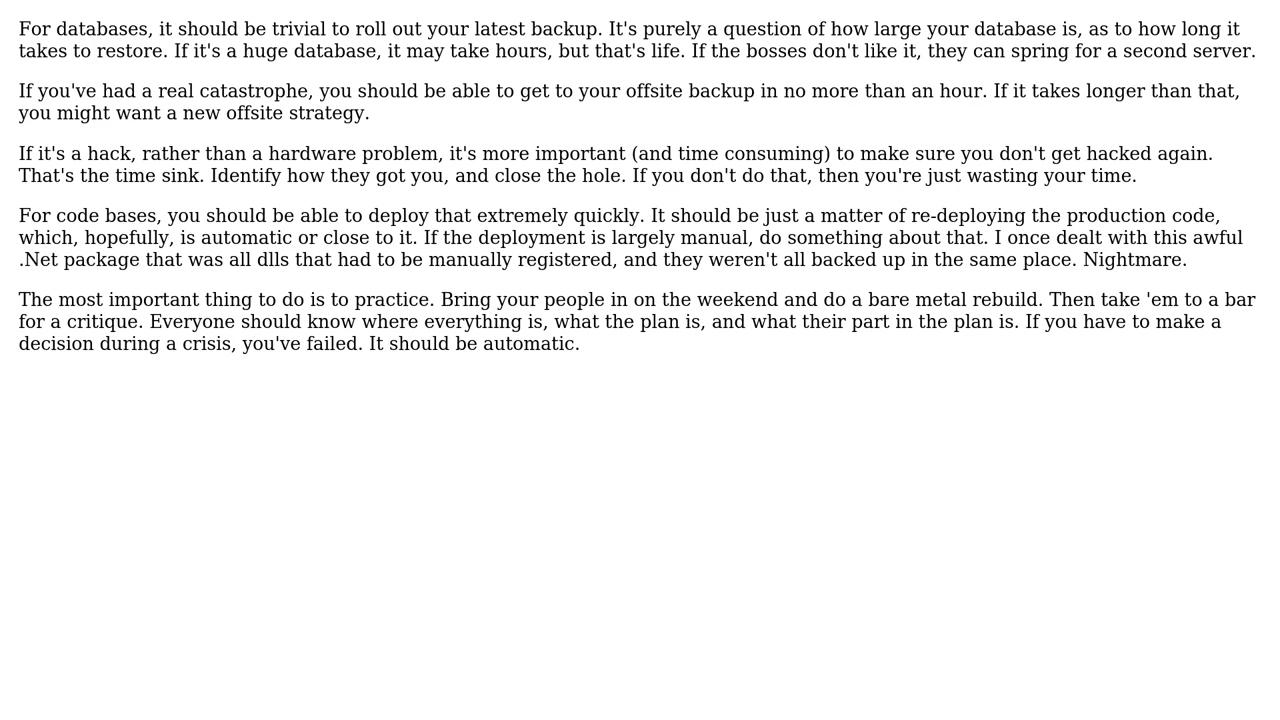 For databases, it should be trivial to roll out your latest backup. It's purely a question of how large your database is, as to how long it
takes to restore. If it's a huge database, it may take hours, but that's life. If the bosses don't like it, they can spring for a second server.
If you've had a real catastrophe, you should be able to get to your offsite backup in no more than an hour. If it takes longer than that,
you might want a new offsite strategy.
If it's a hack, rather than a hardware problem, it's more important (and time consuming) to make sure you don't get hacked again.
That's the time sink. Identify how they got you, and close the hole. If you don't do that, then you're just wasting your time.
For code bases, you should be able to deploy that extremely quickly. It should be just a matter of re-deploying the production code,
which, hopefully, is automatic or close to it. If the deployment is largely manual, do something about that. I once dealt with this awful
.Net package that was all dlls that had to be manually registered, and they weren't all backed up in the same place. Nightmare.
The most important thing to do is to practice. Bring your people in on the weekend and do a bare metal rebuild. Then take 'em to a bar
for a critique. Everyone should know where everything is, what the plan is, and what their part in the plan is. If you have to make a
decision during a crisis, you've failed. It should be automatic.